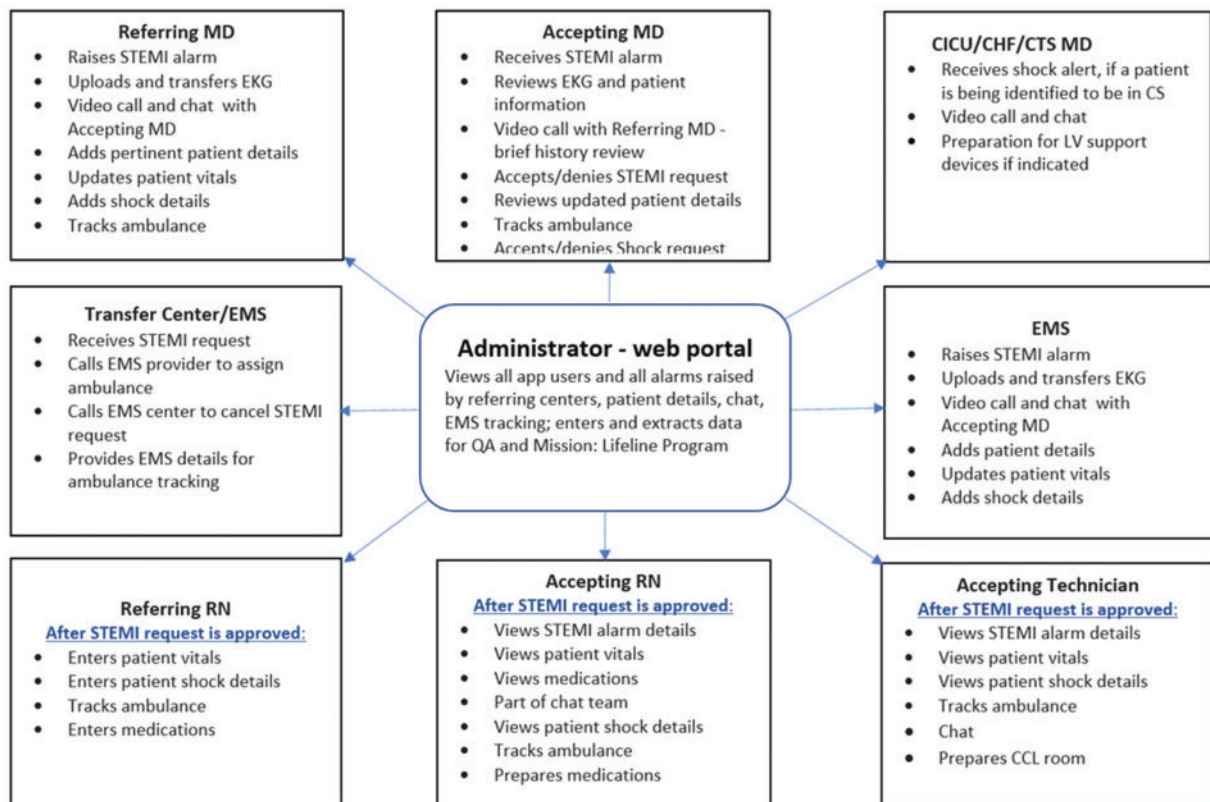 Referring MD
• Raises STEMI alarm
• Uploads and transfers EKG
• Video call and chat with
Accepting MD
• Adds pertinent patient details
• Updates patient vitals
• Adds shock details
• Tracks ambulance
Accepting MD
• Receives STEMI alarm
• Reviews EKG and patient
information
• Video call with Referring MD -
brief history review
• Accepts/denies STEMI request
• Reviews updated patient details
• Tracks ambulance
• Accepts/denies Shock request
CICU/CHF/CTS MD
• Receives shock alert, if a patient
is being identified to be in CS
• Video call and chat
• Preparation for LV support
devices if indicated
Transfer Center/EMS
• Receives STEMI request
• Calls EMS provider to assign
ambulance
• Calls EMS center to cancel STEMI
request
• Provides EMS details for
ambulance tracking
Administrator - web portal
Views all app users and all alarms raised
by referring centers, patient details, chat,
EMS tracking; enters and extracts data
for QA and Mission: Lifeline Program
EMS
• Raises STEMI alarm
• Uploads and transfers EKG
• Video call and chat with
Accepting MD
• Adds patient details
• Updates patient vitals
• Adds shock details
Referring RN
After STEMI request is approved:
• Enters patient vitals
• Enters patient shock details
• Tracks ambulance
• Enters medications
Accepting RN
After STEMI request is approved:
• Views STEMI alarm details
• Views patient vitals
• Views medications
• Part of chat team
• Views patient shock details
• Tracks ambulance
• Prepares medications
Accepting Technician
After STEMI request is approved:
• Views STEMI alarm details
• Views patient vitals
• Views patient shock details
• Tracks ambulance
• Chat
• Prepares CCL room